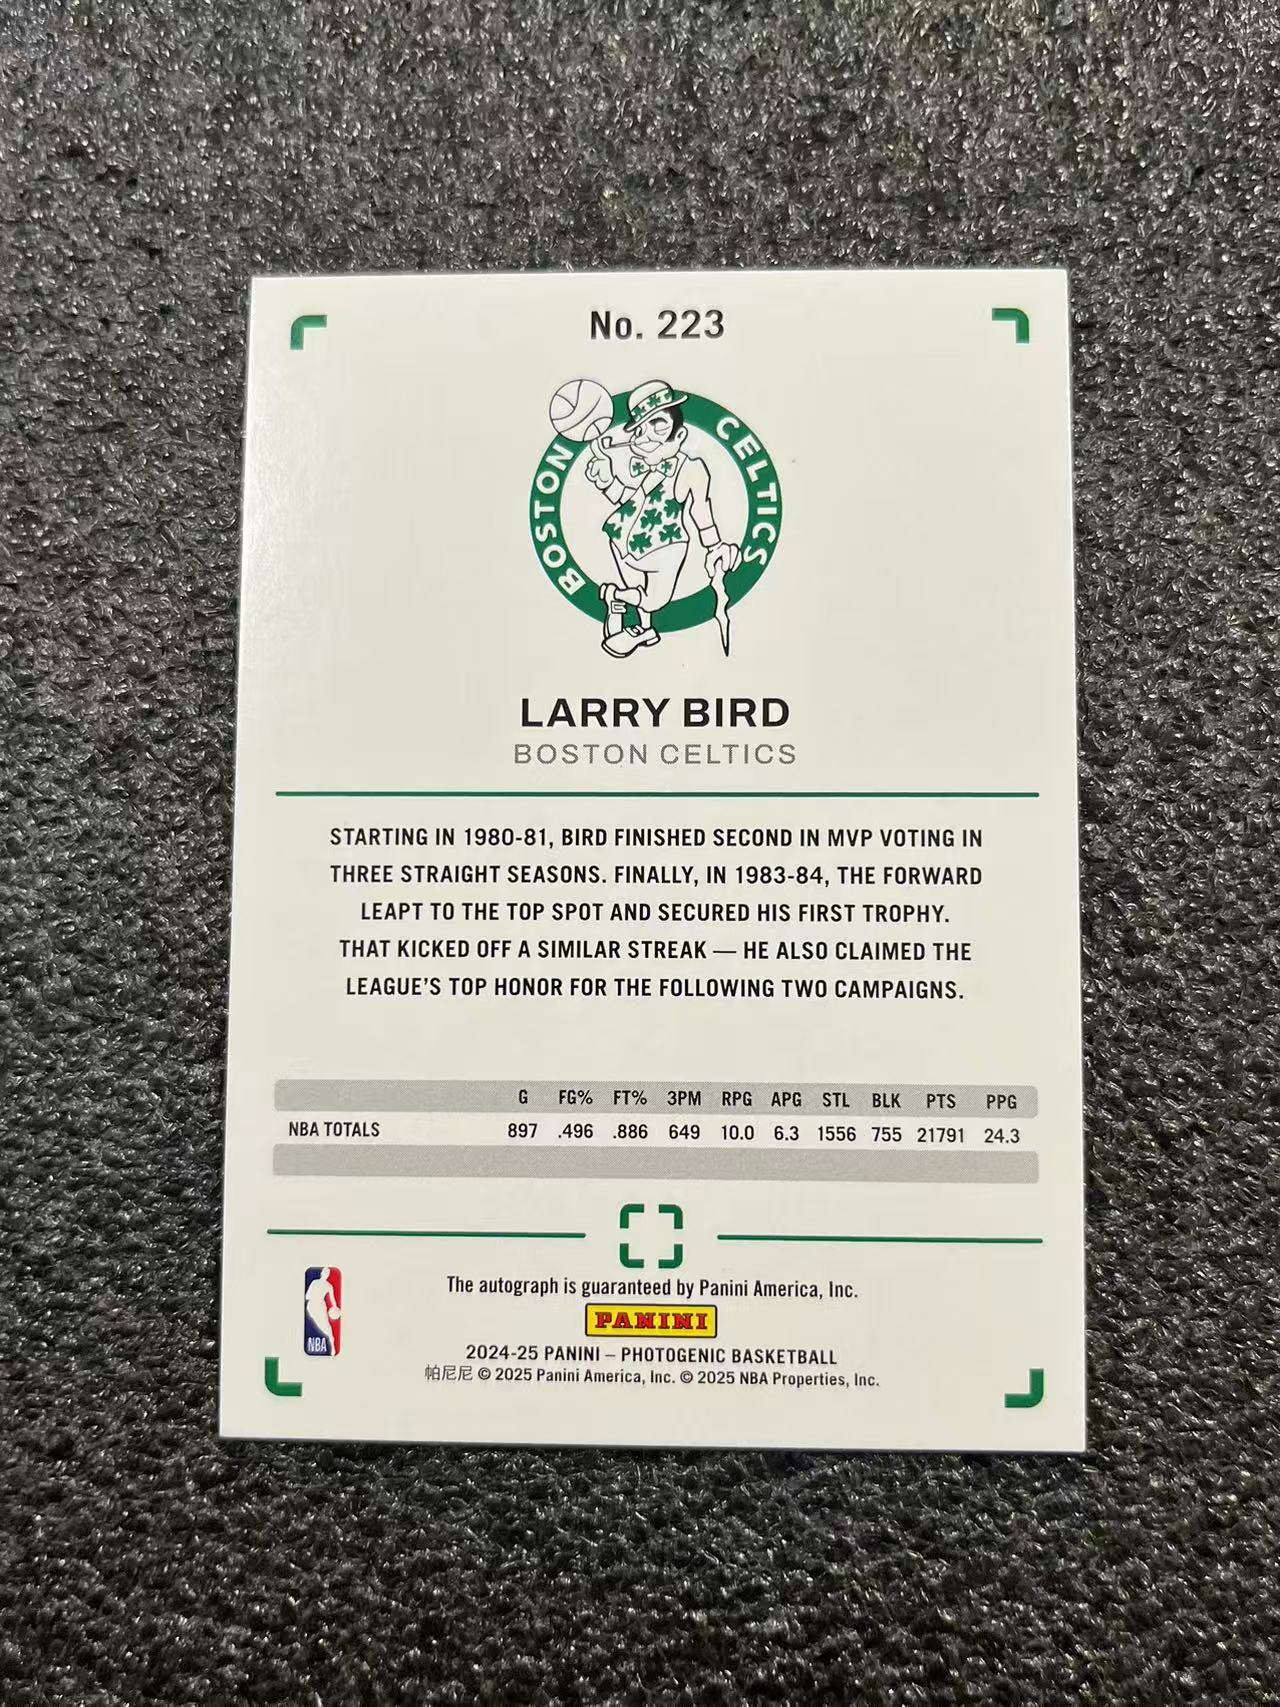 No. 223
BOSTON CELTICS
LARRY BIRD
BOSTON CELTICS
STARTING IN 1980-81, BIRD FINISHED SECOND IN MVP VOTING IN
THREE STRAIGHT SEASONS. FINALLY, IN 1983-84, THE FORWARD
LEAPT TO THE TOP SPOT AND SECURED HIS FIRST TROPHY.
THAT KICKED OFF A SIMILAR STREAK — HE ALSO CLAIMED THE
LEAGUE'S TOP HONOR FOR THE FOLLOWING TWO CAMPAIGNS.
G FG% FT% 3PM RPG APG STL BLK PTS PPG
NBA TOTALS 897 .496 .886 649 10.0 6.3 1556 755 21791 24.3
The autograph is guaranteed by Panini America, Inc.
PANINI
NBA
2024-25 PANINI – PHOTOGENIC BASKETBALL
帕尼尼 © 2025 Panini America, Inc. © 2025 NBA Properties, Inc.